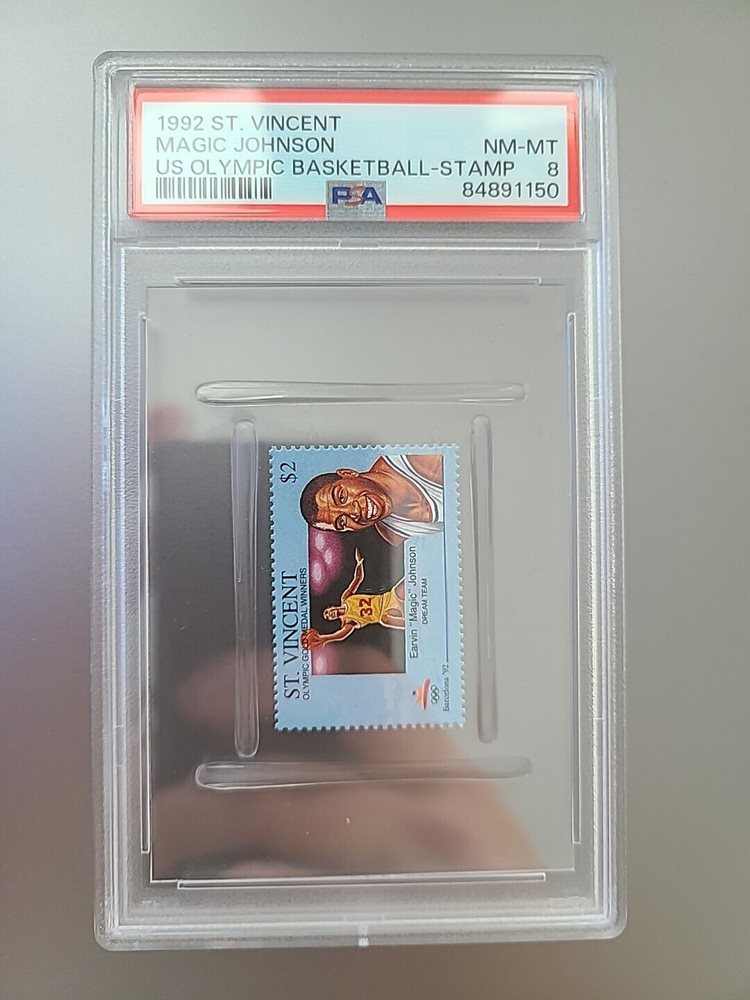 1992 ST. VINCENT
MAGIC JOHNSON NM-MT
US OLYMPIC BASKETBALL-STAMP 8
PSA 84891150
$2
ST. VINCENT
OLYMPIC GOLD MEDAL WINNERS
32
Earvin "Magic" Johnson
DREAM TEAM
Barcelona '92